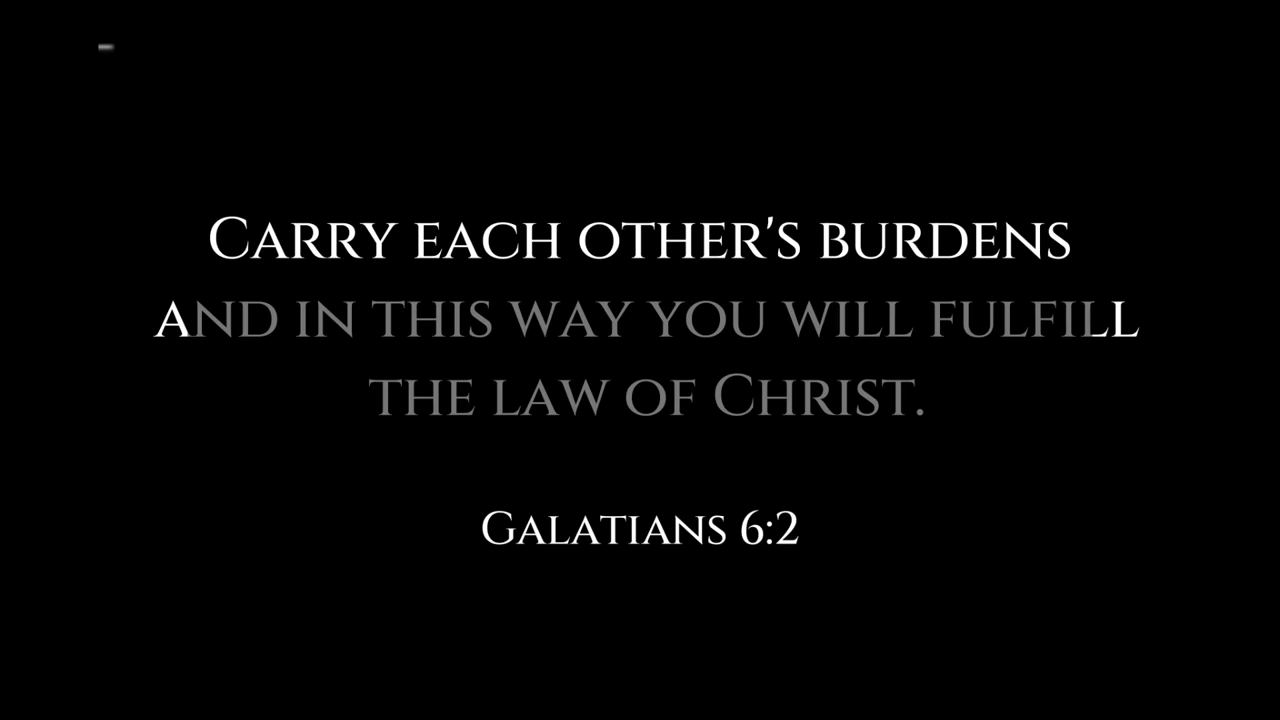 Carry each other's burdens
and in this way you will fulfill
the law of Christ.
Galatians 6:2